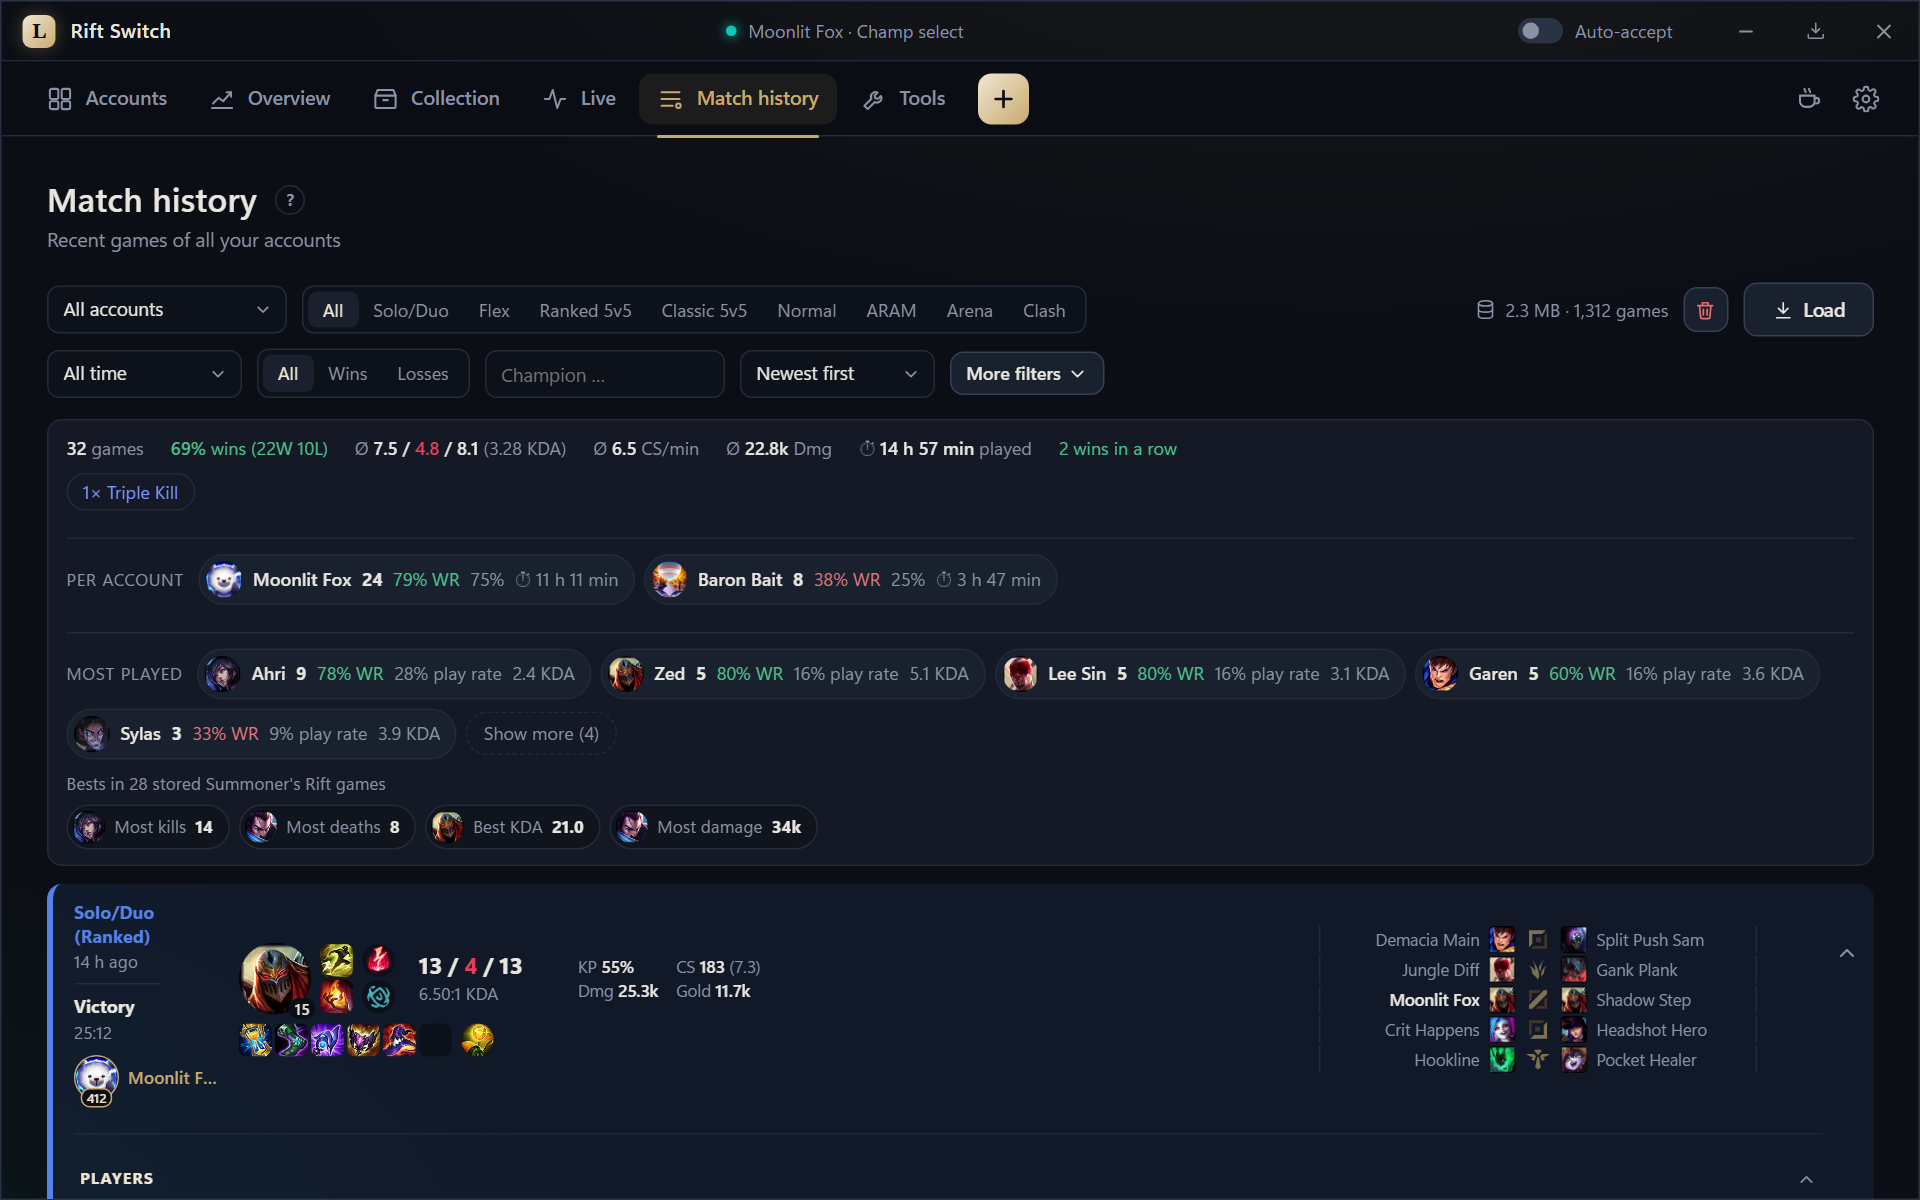 L Rift Switch
Moonlit Fox · Champ select
Auto-accept
Accounts
Overview
Collection
Live
Match history
Tools
+
Match history ?
Recent games of all your accounts
All accounts
All Solo/Duo Flex Ranked 5v5 Classic 5v5 Normal ARAM Arena Clash
2.3 MB · 1,312 games
Load
All time
All Wins Losses
Champion ...
Newest first
More filters
32 games 69% wins (22W 10L) Ø 7.5 / 4.8 / 8.1 (3.28 KDA) Ø 6.5 CS/min Ø 22.8k Dmg 14 h 57 min played 2 wins in a row
1× Triple Kill
PER ACCOUNT Moonlit Fox 24 79% WR 75% 11 h 11 min Baron Bait 8 38% WR 25% 3 h 47 min
MOST PLAYED Ahri 9 78% WR 28% play rate 2.4 KDA Zed 5 80% WR 16% play rate 5.1 KDA Lee Sin 5 80% WR 16% play rate 3.1 KDA Garen 5 60% WR 16% play rate 3.6 KDA
Sylas 3 33% WR 9% play rate 3.9 KDA Show more (4)
Bests in 28 stored Summoner's Rift games
Most kills 14 Most deaths 8 Best KDA 21.0 Most damage 34k
Solo/Duo
(Ranked)
14 h ago
Victory
25:12
412
Moonlit F...
15
13 / 4 / 13
6.50:1 KDA
KP 55% CS 183 (7.3)
Dmg 25.3k Gold 11.7k
Demacia Main Split Push Sam
Jungle Diff Gank Plank
Moonlit Fox Shadow Step
Crit Happens Headshot Hero
Hookline Pocket Healer
PLAYERS